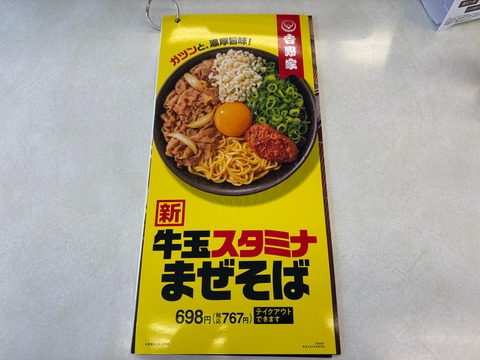 吉野家
ガツンと、濃厚旨味!
新
牛玉スタミナ
まぜそば
698円(税込767円)
テイクアウト
できます